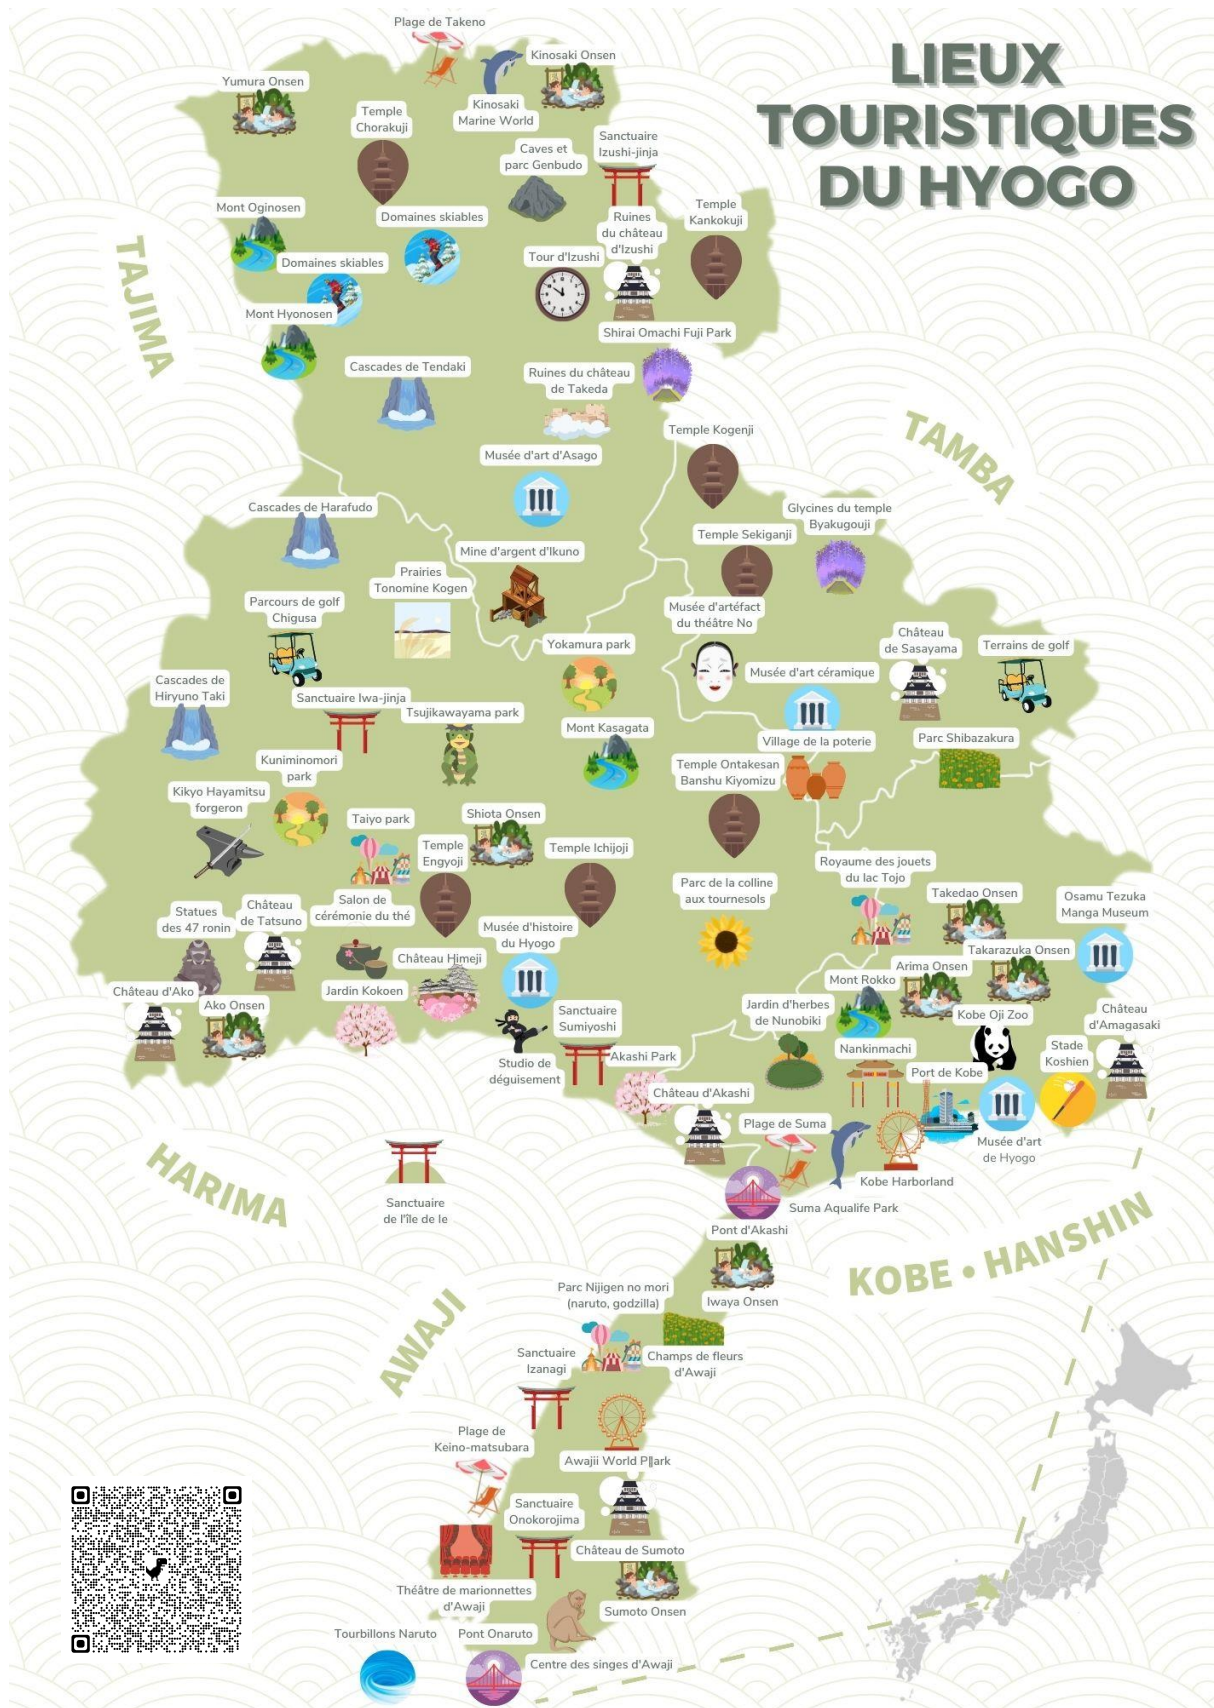 LIEUX
TOURISTIQUES
DU HYOGO
Plage de Takeno
Kinosaki Onsen
Yumura Onsen
Kinosaki
Marine World
Temple
Chorakuji
Sanctuaire
Izushi-jinja
Caves et
parc Genbudo
Mont Oginosen
Domaines skiables
Ruines
du château
d'Izushi
Temple
Kankokuji
Domaines skiables
Tour d'Izushi
TAJIMA
Mont Hyonosen
Shirai Omachi Fuji Park
Cascades de Tendaki
Ruines du château
de Takeda
Temple Kogenji
TAMBA
Musée d'art d'Asago
Cascades de Harafudo
Glycines du temple
Byakugouji
Temple Sekiganji
Mine d'argent d'Ikuno
Prairies
Tonomine Kogen
Parcours de golf
Chigusa
Musée d'artéfact
du théâtre No
Yokamura park
Château
de Sasayama
Terrains de golf
Cascades de
Hiryuno Taki
Musée d'art céramique
Sanctuaire Iwa-jinja
Tsujikawayama park
Mont Kasagata
Village de la poterie
Parc Shibazakura
Kuniminomori
park
Temple Ontakesan
Banshu Kiyomizu
Kikyo Hayamitsu
forgeron
Taiyo park
Shiota Onsen
Temple
Engyoji
Temple Ichijoji
Royaume des jouets
du lac Tojo
Parc de la colline
aux tournesols
Takedao Onsen
Osamu Tezuka
Manga Museum
Statues
des 47 ronin
Château
de Tatsuno
Salon de
cérémonie du thé
Musée d'histoire
du Hyogo
Château Himeji
Takarazuka Onsen
Arima Onsen
Mont Rokko
Château d'Ako
Ako Onsen
Jardin Kokoen
Jardin d'herbes
de Nunobiki
Kobe Oji Zoo
Château
d'Amagasaki
Sanctuaire
Sumiyoshi
Studio de
déguisement
Akashi Park
Nankinmachi
Stade
Koshien
Port de Kobe
Château d'Akashi
Plage de Suma
Musée d'art
de Hyogo
HARIMA
Kobe Harborland
Sanctuaire
de l'île de Ie
Suma Aqualife Park
Pont d'Akashi
KOBE • HANSHIN
Iwaya Onsen
AWAJI
Parc Nijigen no mori
(naruto, godzilla)
Sanctuaire
Izanagi
Champs de fleurs
d'Awaji
Plage de
Keino-matsubara
Awajii World P||ark
Sanctuaire
Onokorojima
Château de Sumoto
Théâtre de marionnettes
d'Awaji
Sumoto Onsen
Tourbillons Naruto
Pont Onaruto
Centre des singes d'Awaji